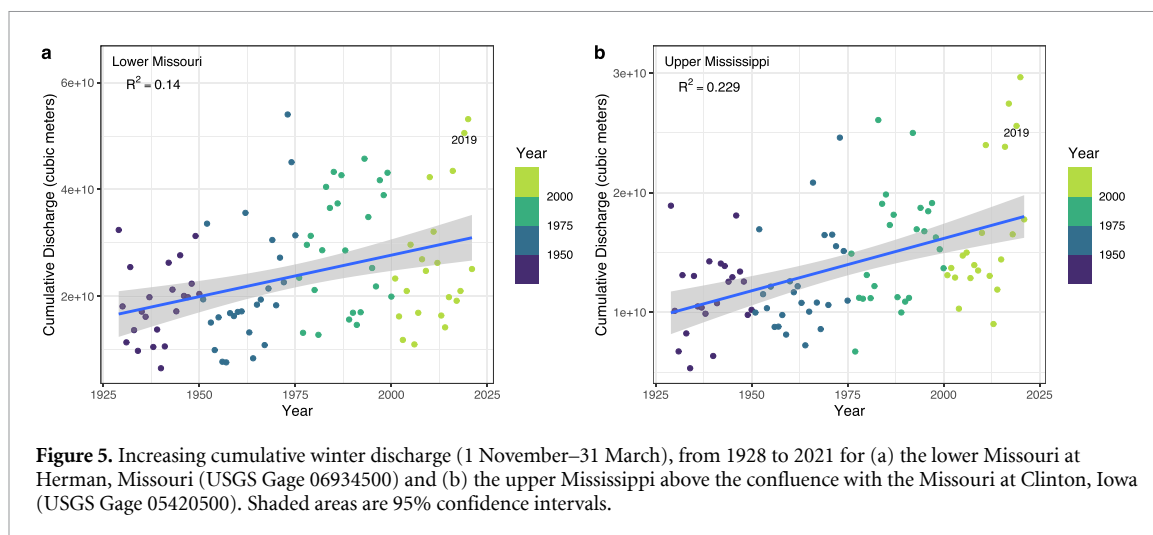 a
Lower Missouri
R2 = 0.14
6e+10
4e+10
2e+10
Cumulative Discharge (cubic meters)
2019
1925 1950 1975 2000 2025
Year
Year
2000
1975
1950
b
Upper Mississippi
R2 = 0.229
3e+10
2e+10
1e+10
Cumulative Discharge (cubic meters)
2019
1925 1950 1975 2000 2025
Year
Year
2000
1975
1950
Figure 5. Increasing cumulative winter discharge (1 November–31 March), from 1928 to 2021 for (a) the lower Missouri at
Herman, Missouri (USGS Gage 06934500) and (b) the upper Mississippi above the confluence with the Missouri at Clinton, Iowa
(USGS Gage 05420500). Shaded areas are 95% confidence intervals.